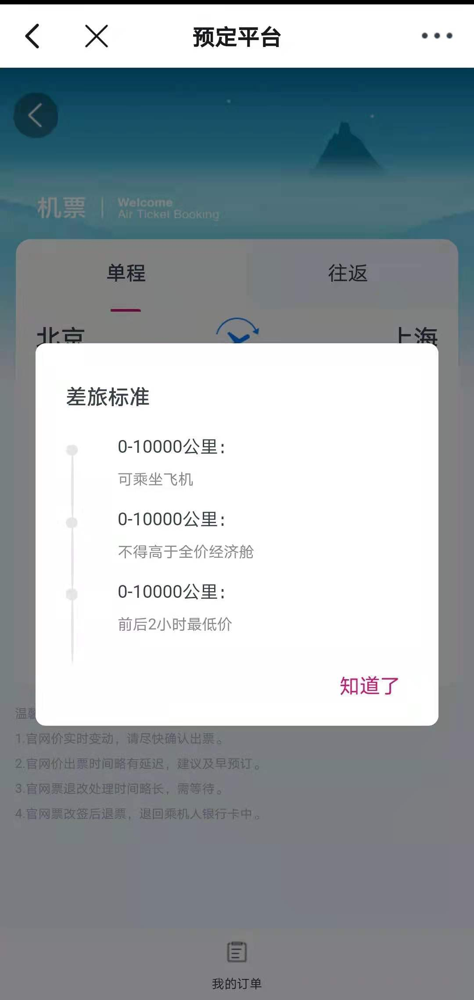 预定平台
机票
Welcome
Air Ticket Booking
单程
往返
北京
上海
差旅标准
0-10000公里：
可乘坐飞机
0-10000公里：
不得高于全价经济舱
0-10000公里：
前后2小时最低价
知道了
温馨
1.官网价实时变动，请尽快确认出票。
2.官网价出票时间略有延迟，建议及早预订。
3.官网票退改处理时间略长，需等待。
4.官网票改签后退票，退回乘机人银行卡中。
我的订单